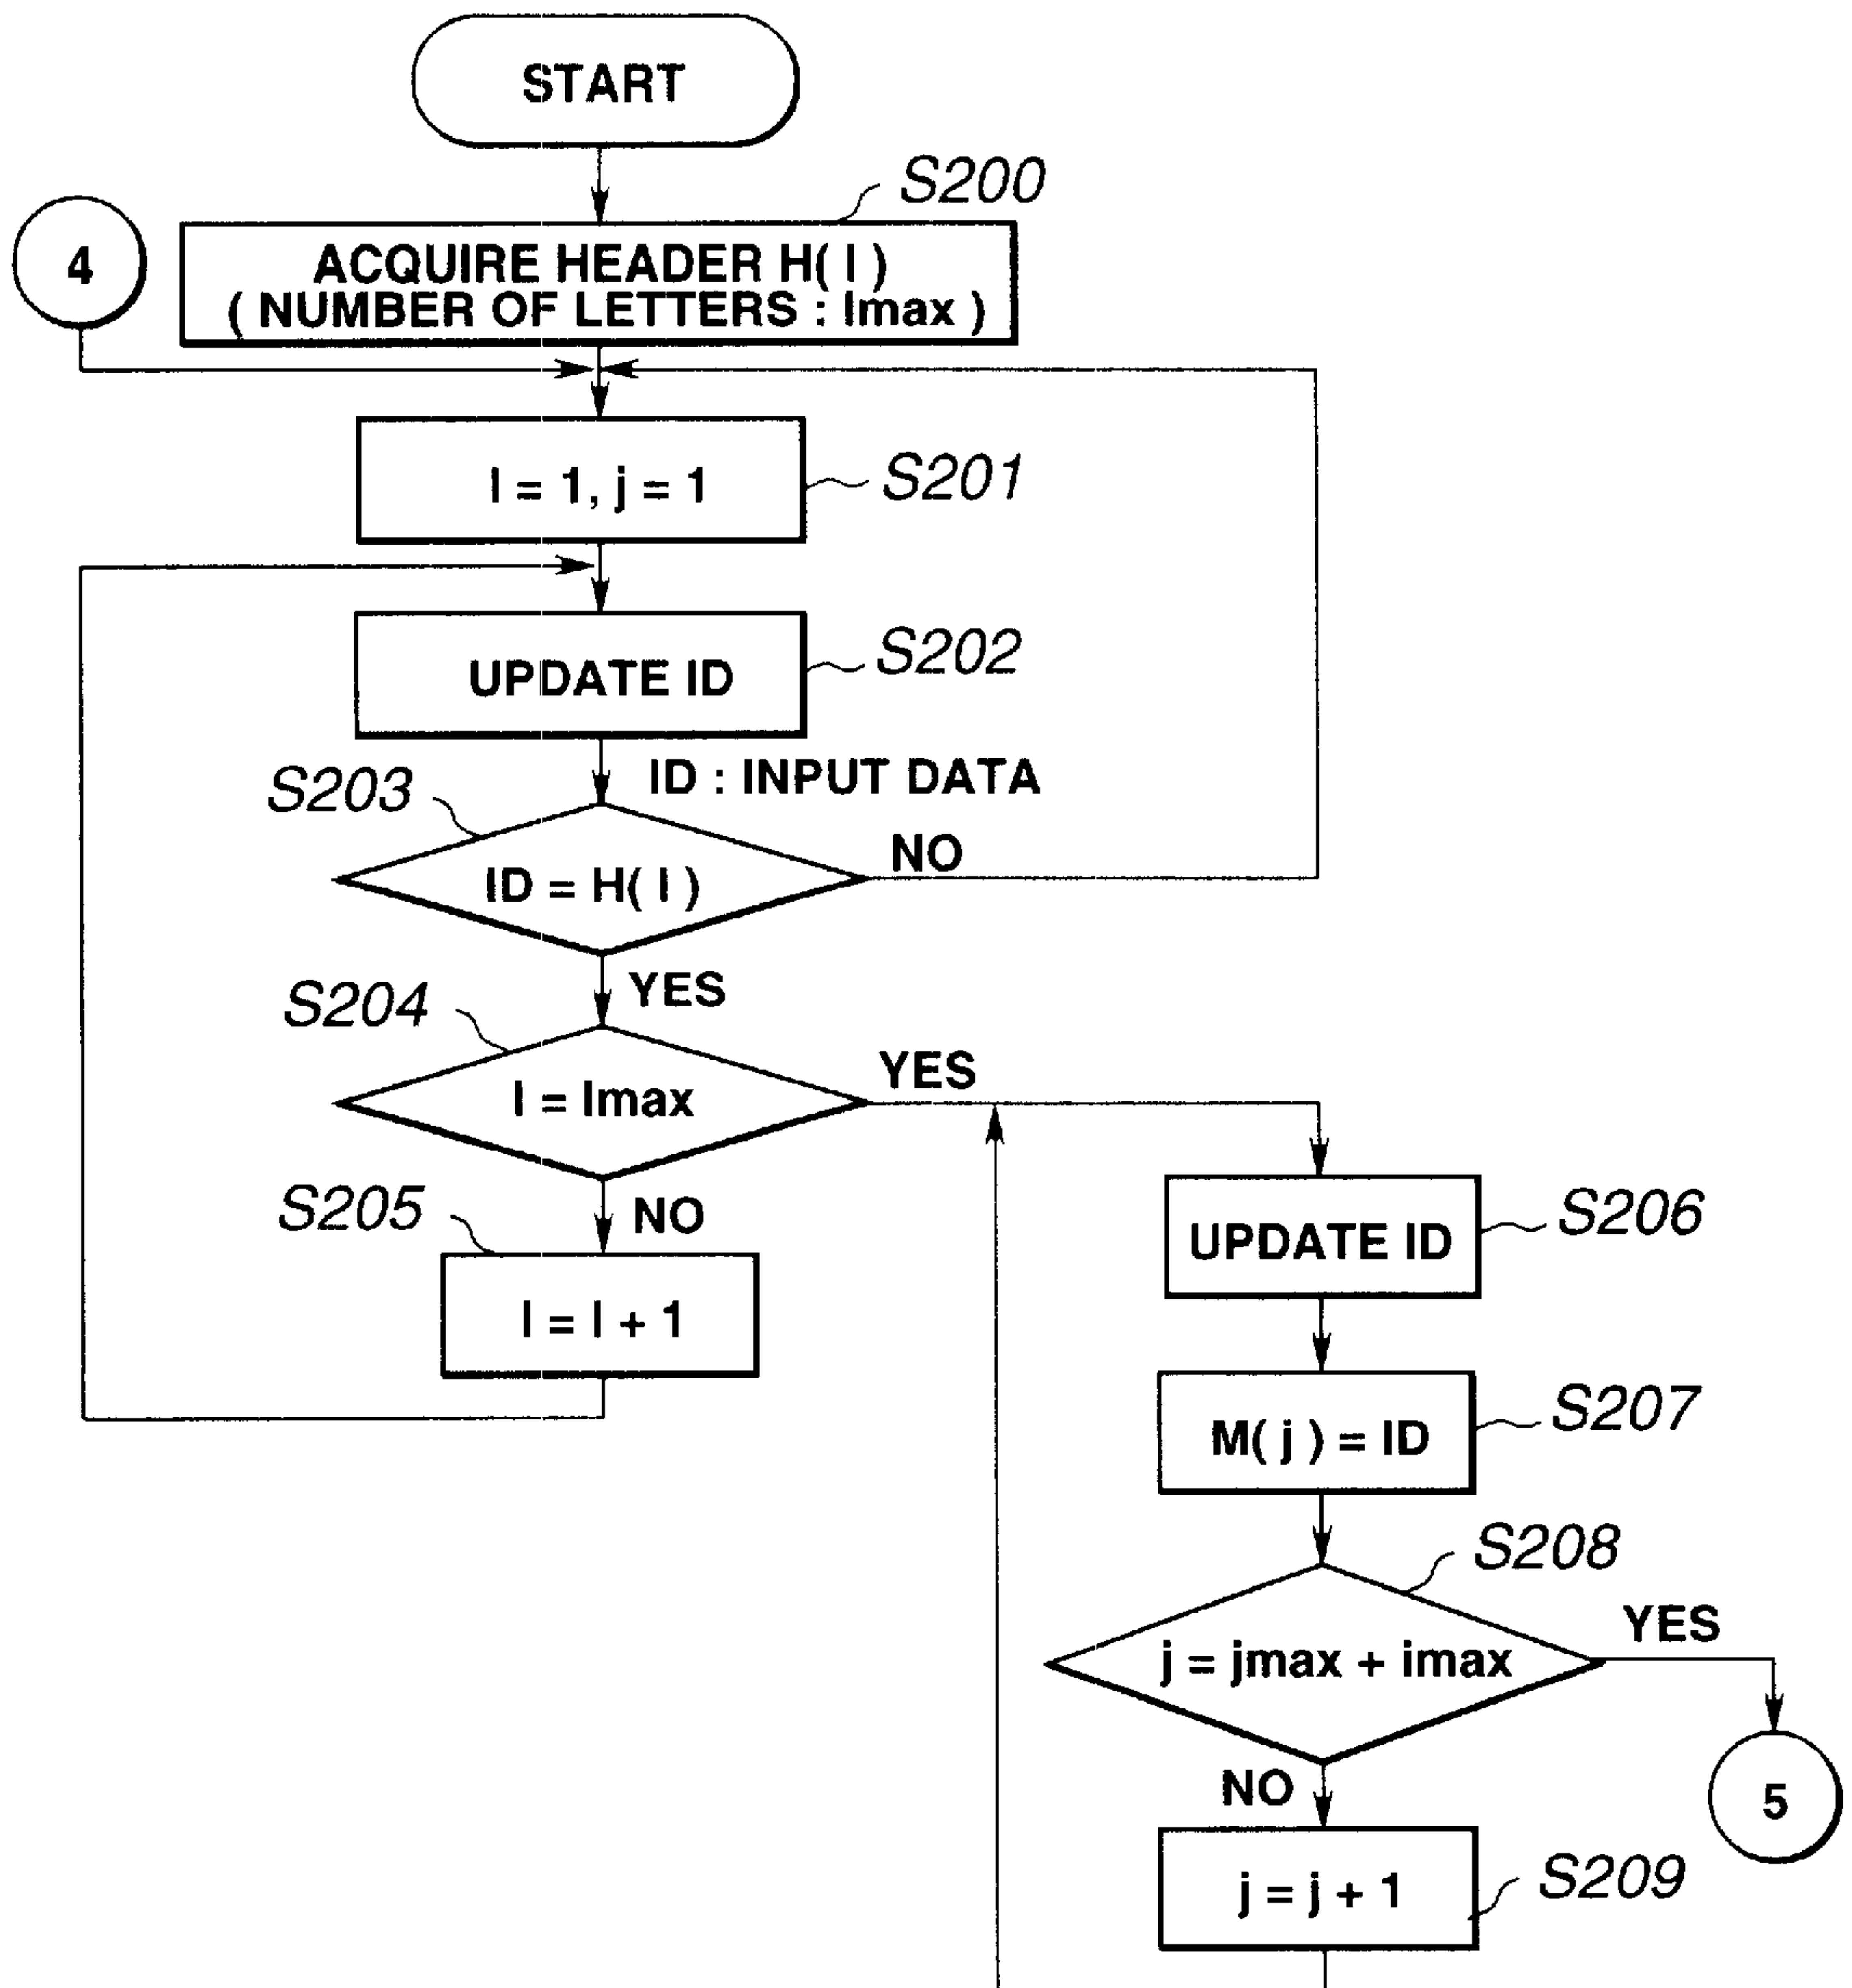 START
S200
4
ACQUIRE HEADER H( I )
( NUMBER OF LETTERS : Imax )
I = 1, j = 1
S201
UPDATE ID
S202
ID : INPUT DATA
S203
ID = H( I )
NO
YES
S204
I = Imax
YES
S205
NO
I = I + 1
UPDATE ID
S206
M( j ) = ID
S207
S208
j = jmax + imax
YES
NO
5
j = j + 1
S209